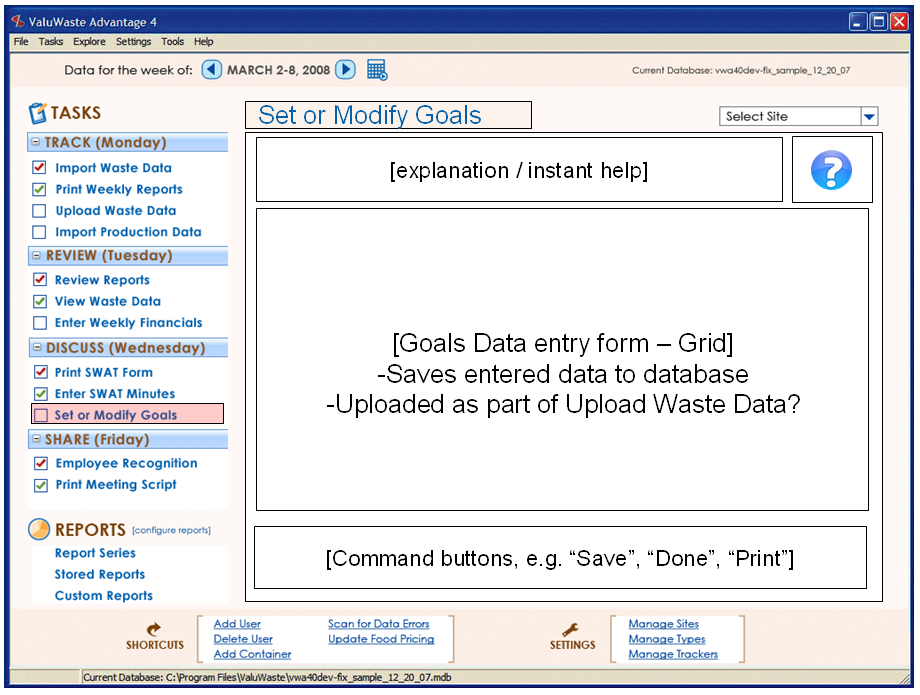 ValuWaste Advantage 4
File Tasks Explore Settings Tools Help
Data for the week of: MARCH 2-8, 2008
Current Database: vwa40dev-fix_sample_12_20_07
TASKS
TRACK (Monday)
Import Waste Data
Print Weekly Reports
Upload Waste Data
Import Production Data
REVIEW (Tuesday)
Review Reports
View Waste Data
Enter Weekly Financials
DISCUSS (Wednesday)
Print SWAT Form
Enter SWAT Minutes
Set or Modify Goals
SHARE (Friday)
Employee Recognition
Print Meeting Script
REPORTS [configure reports]
Report Series
Stored Reports
Custom Reports
Set or Modify Goals
Select Site
[explanation / instant help]
?
[Goals Data entry form – Grid]
-Saves entered data to database
-Uploaded as part of Upload Waste Data?
[Command buttons, e.g. “Save”, “Done”, “Print”]
SHORTCUTS
Add User
Delete User
Add Container
Scan for Data Errors
Update Food Pricing
SETTINGS
Manage Sites
Manage Types
Manage Trackers
Current Database: C:\Program Files\ValuWaste\vwa40dev-fix_sample_12_20_07.mdb